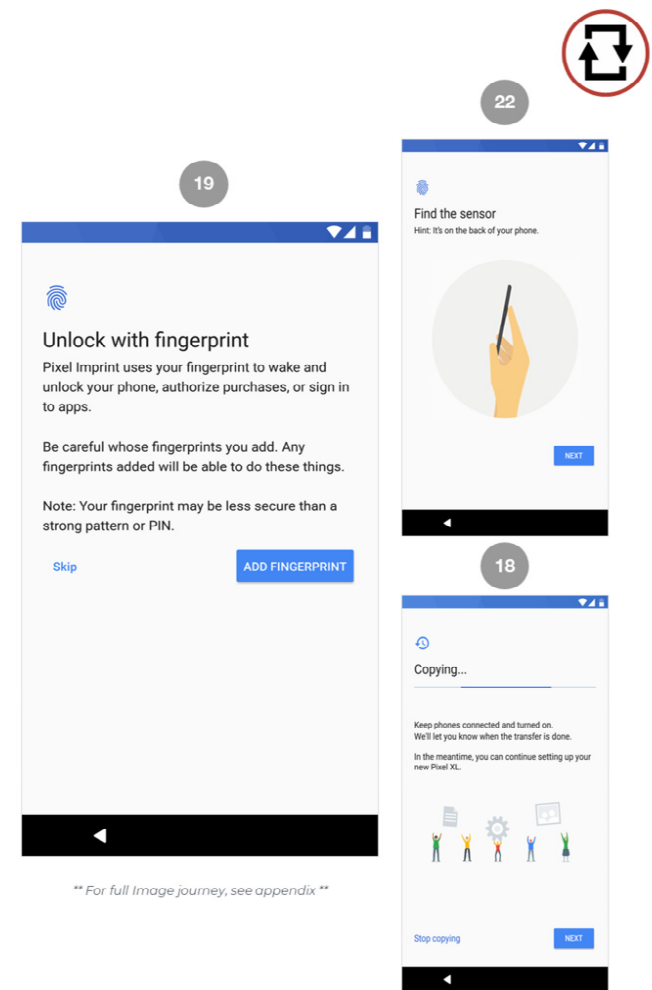 19
Unlock with fingerprint
Pixel Imprint uses your fingerprint to wake and
unlock your phone, authorize purchases, or sign in
to apps.
Be careful whose fingerprints you add. Any
fingerprints added will be able to do these things.
Note: Your fingerprint may be less secure than a
strong pattern or PIN.
Skip
ADD FINGERPRINT
** For full Image journey, see appendix **
22
Find the sensor
Hint: It's on the back of your phone.
NEXT
18
Copying...
Keep phones connected and turned on.
We'll let you know when the transfer is done.
In the meantime, you can continue setting up your
new Pixel XL.
Stop copying
NEXT